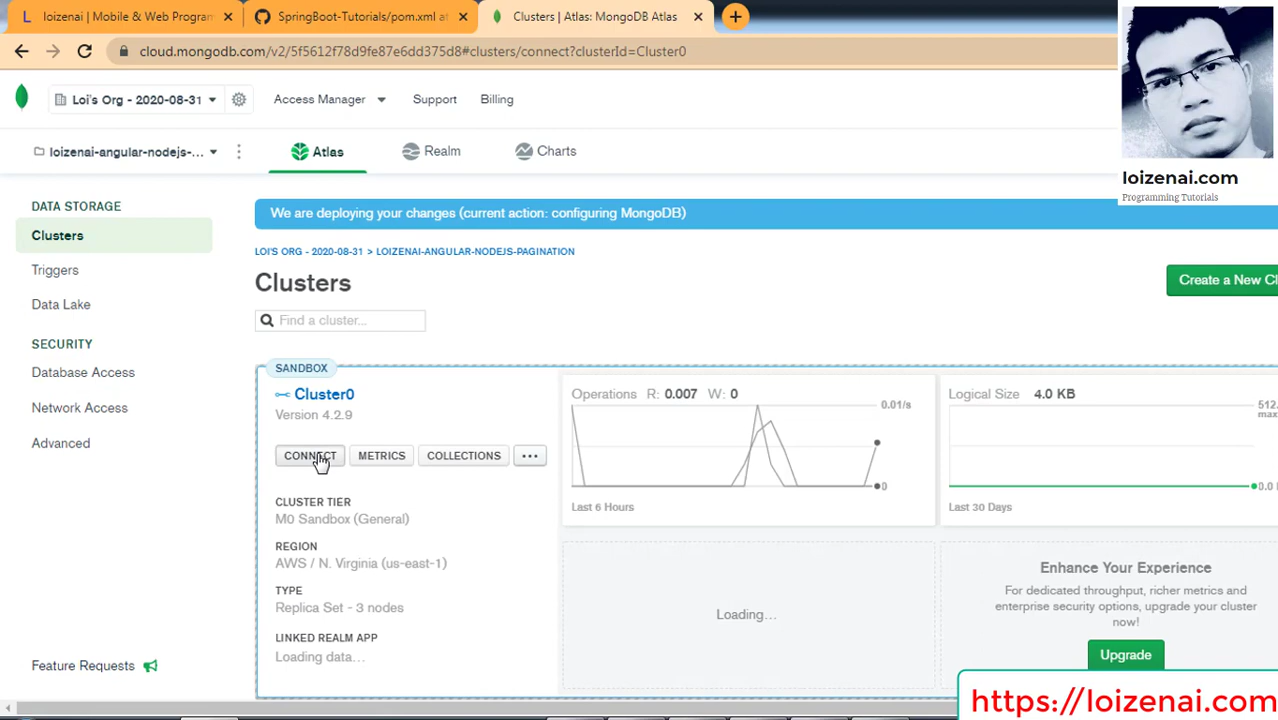 loizenai | Mobile & Web Program
SpringBoot-Tutorials/pom.xml at
Clusters | Atlas: MongoDB Atlas
cloud.mongodb.com/v2/5f5612f78d9fe87e6dd375d8#clusters/connect?clusterId=Cluster0
Loi's Org - 2020-08-31
Access Manager
Support
Billing
loizenai-angular-nodejs-...
Atlas
Realm
Charts
loizenai.com
Programming Tutorials
DATA STORAGE
Clusters
Triggers
Data Lake
SECURITY
Database Access
Network Access
Advanced
Feature Requests
We are deploying your changes (current action: configuring MongoDB)
LOI'S ORG - 2020-08-31 > LOIZENAI-ANGULAR-NODEJS-PAGINATION
Clusters
Create a New Cl
Find a cluster...
SANDBOX
Cluster0
Version 4.2.9
CONNECT
METRICS
COLLECTIONS
...
CLUSTER TIER
M0 Sandbox (General)
REGION
AWS / N. Virginia (us-east-1)
TYPE
Replica Set - 3 nodes
LINKED REALM APP
Loading data...
Operations R: 0.007 W: 0
0.01/s
0
Last 6 Hours
Logical Size 4.0 KB
512.
max
0.0
Last 30 Days
Loading...
Enhance Your Experience
For dedicated throughput, richer metrics and
enterprise security options, upgrade your cluster
now!
Upgrade
https://loizenai.com